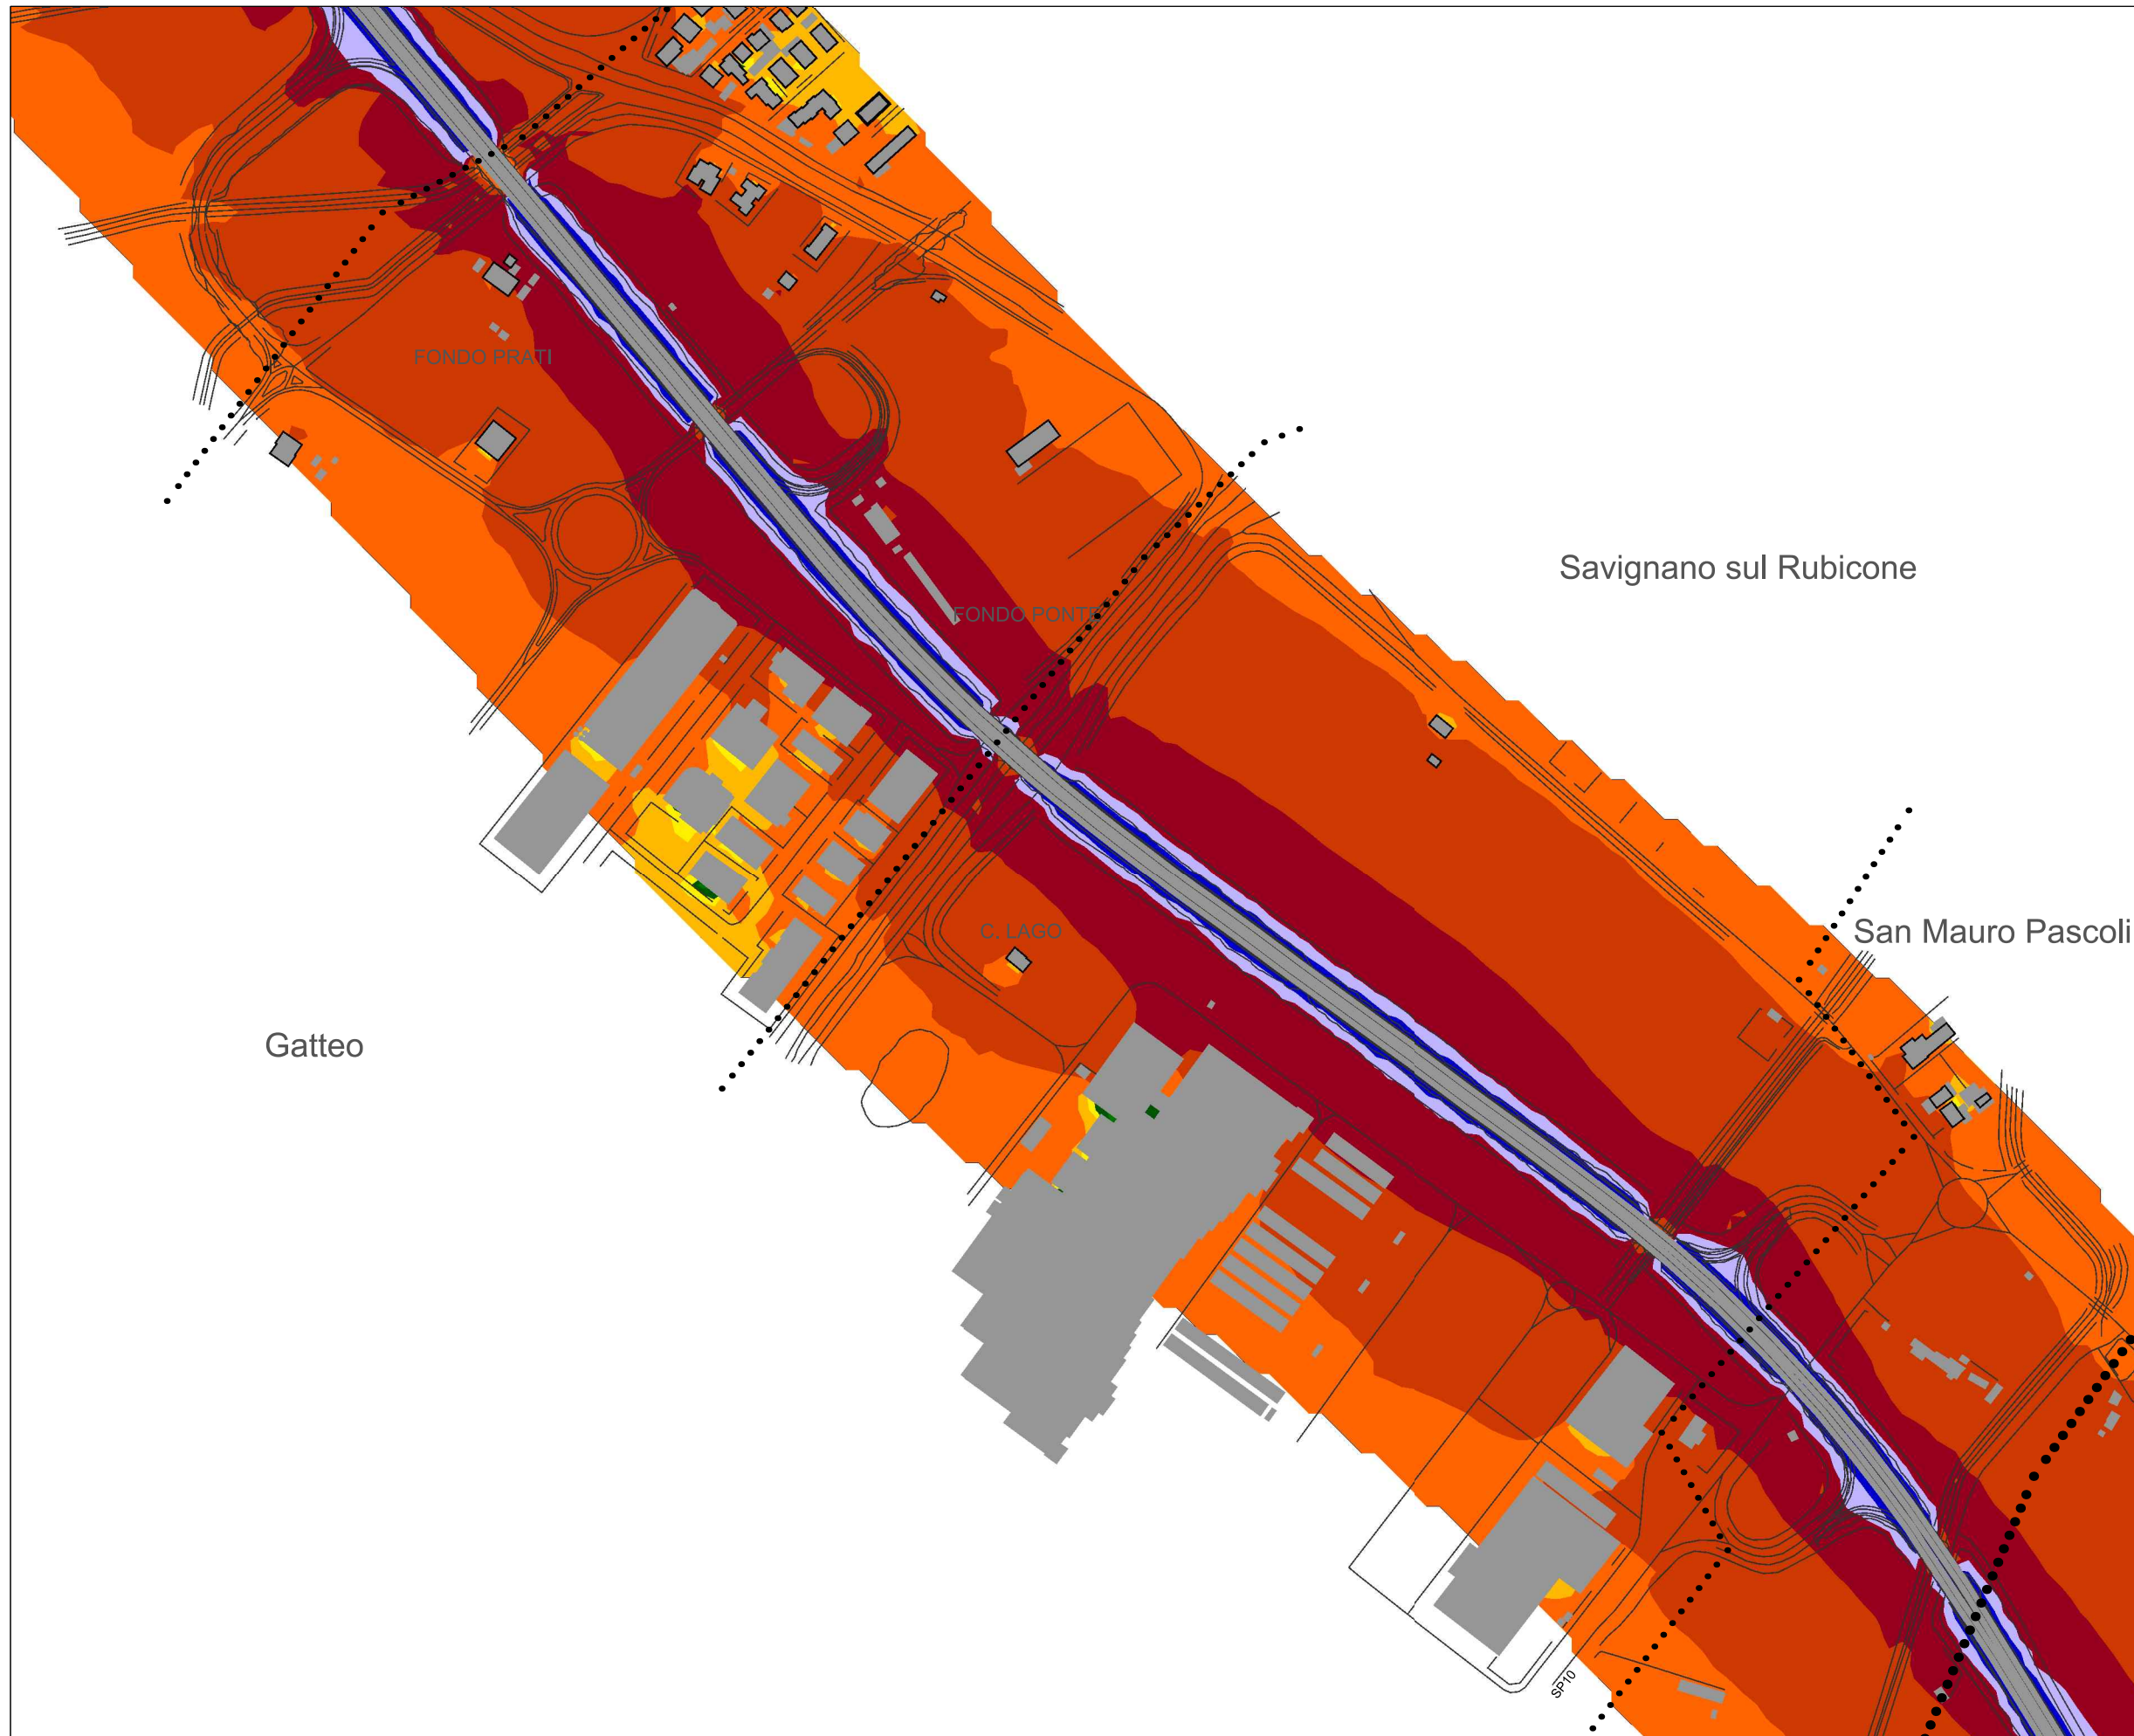 FONDO PRATI
Savignano sul Rubicone
FONDO PONTE
C. LAGO
San Mauro Pascoli
Gatteo
SP10